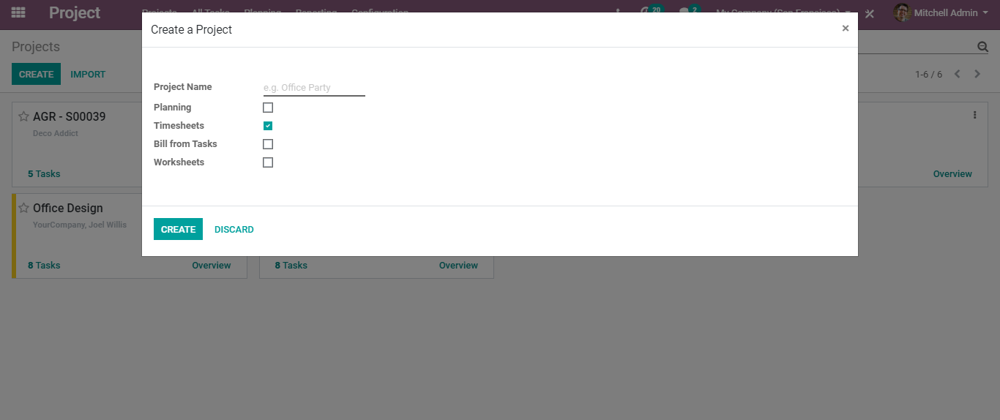 Project Projects All Tasks Planning Reporting Configuration 20 2 My Company (San Francisco) Mitchell Admin
Create a Project ×
Projects
CREATE IMPORT 1-6 / 6
Project Name e.g. Office Party
Planning
Timesheets
Bill from Tasks
Worksheets
AGR - S00039
Deco Addict
5 Tasks Overview
CREATE DISCARD
Office Design
YourCompany, Joel Willis
8 Tasks Overview 8 Tasks Overview